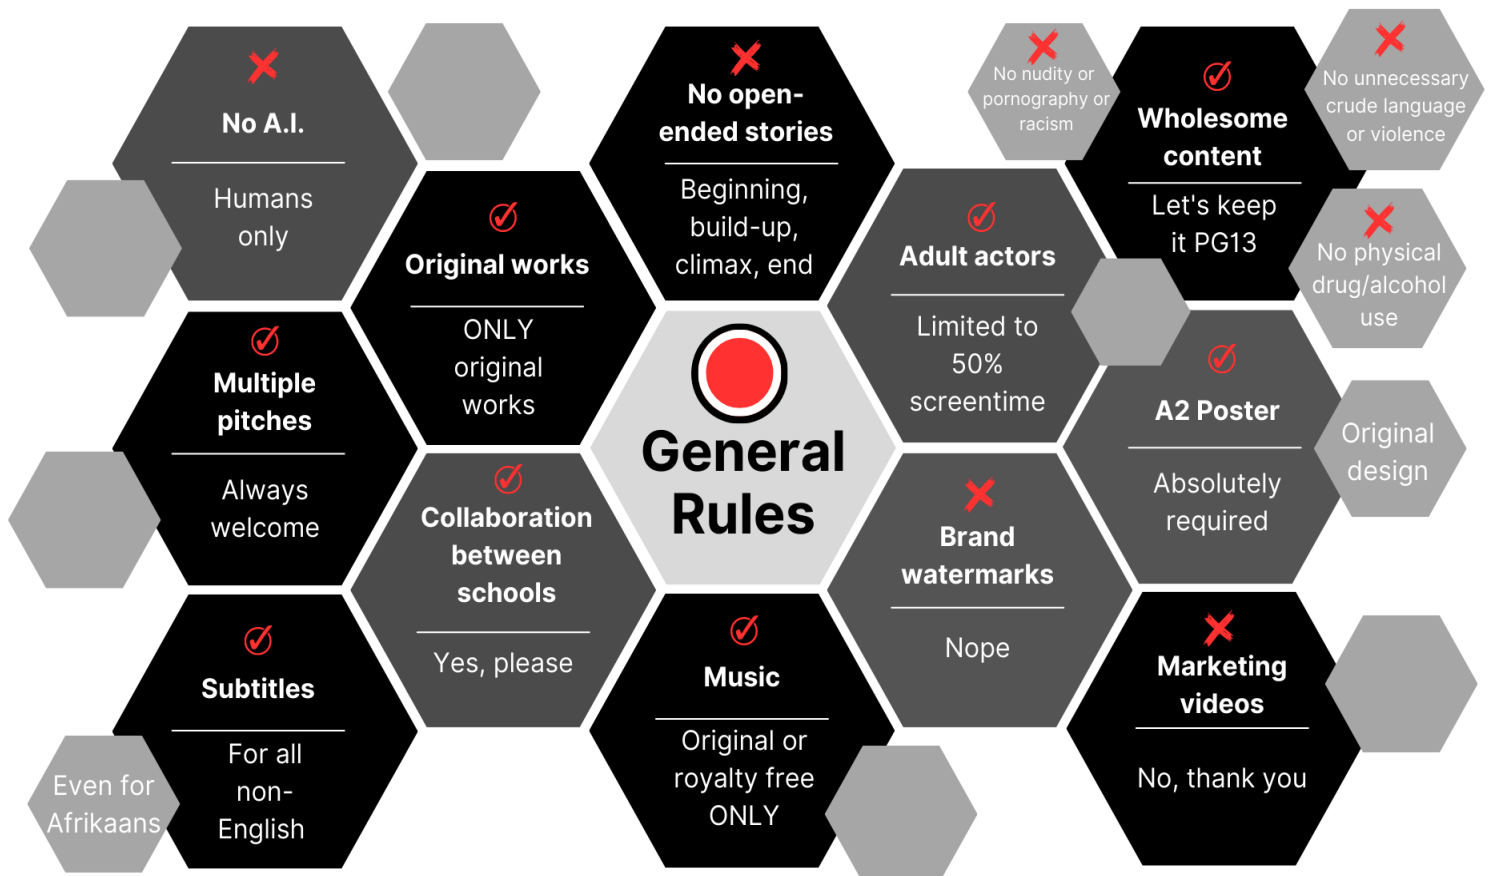 No A.I.
Humans
only
Original works
ONLY
original
works
No open-
ended stories
Beginning,
build-up,
climax, end
Adult actors
Limited to
50%
screentime
No nudity or
pornography or
racism
Wholesome
content
Let's keep
it PG13
No unnecessary
crude language
or violence
No physical
drug/alcohol
use
Multiple
pitches
Always
welcome
Collaboration
between
schools
Yes, please
General
Rules
Brand
watermarks
Nope
A2 Poster
Absolutely
required
Original
design
Subtitles
For all
non-
English
Even for
Afrikaans
Music
Original or
royalty free
ONLY
Marketing
videos
No, thank you